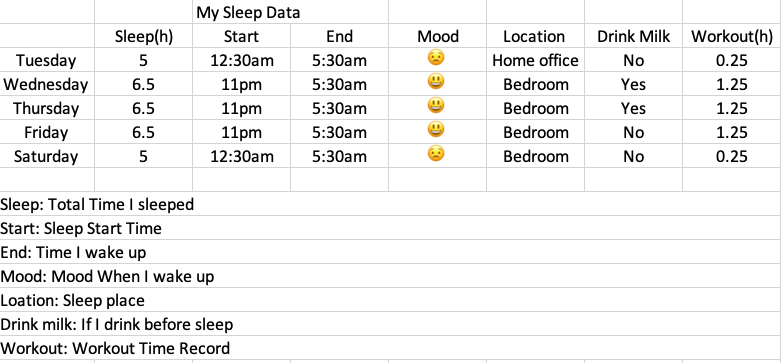 My Sleep Data
Sleep(h) Start End Mood Location Drink Milk Workout(h)
Tuesday 5 12:30am 5:30am 😟 Home office No 0.25
Wednesday 6.5 11pm 5:30am 😃 Bedroom Yes 1.25
Thursday 6.5 11pm 5:30am 😃 Bedroom Yes 1.25
Friday 6.5 11pm 5:30am 😃 Bedroom No 1.25
Saturday 5 12:30am 5:30am 😟 Bedroom No 0.25
Sleep: Total Time I sleeped
Start: Sleep Start Time
End: Time I wake up
Mood: Mood When I wake up
Loation: Sleep place
Drink milk: If I drink before sleep
Workout: Workout Time Record